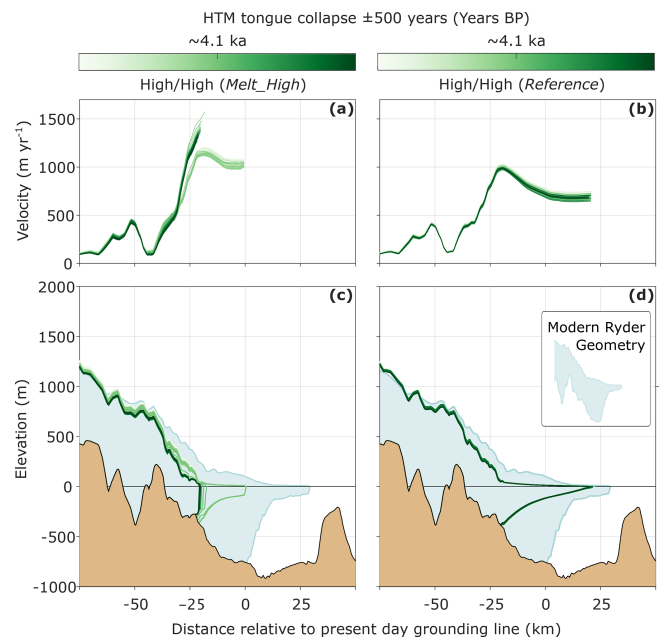 HTM tongue collapse ±500 years (Years BP)
~4.1 ka ~4.1 ka
High/High (Melt_High) High/High (Reference)
(a) (b)
1500
1000
500
0
Velocity (m yr⁻¹)
(c) (d)
2000
1500
1000
500
0
-500
-1000
Elevation (m)
Modern Ryder
Geometry
-50 -25 0 25 -50 -25 0 25
Distance relative to present day grounding line (km)